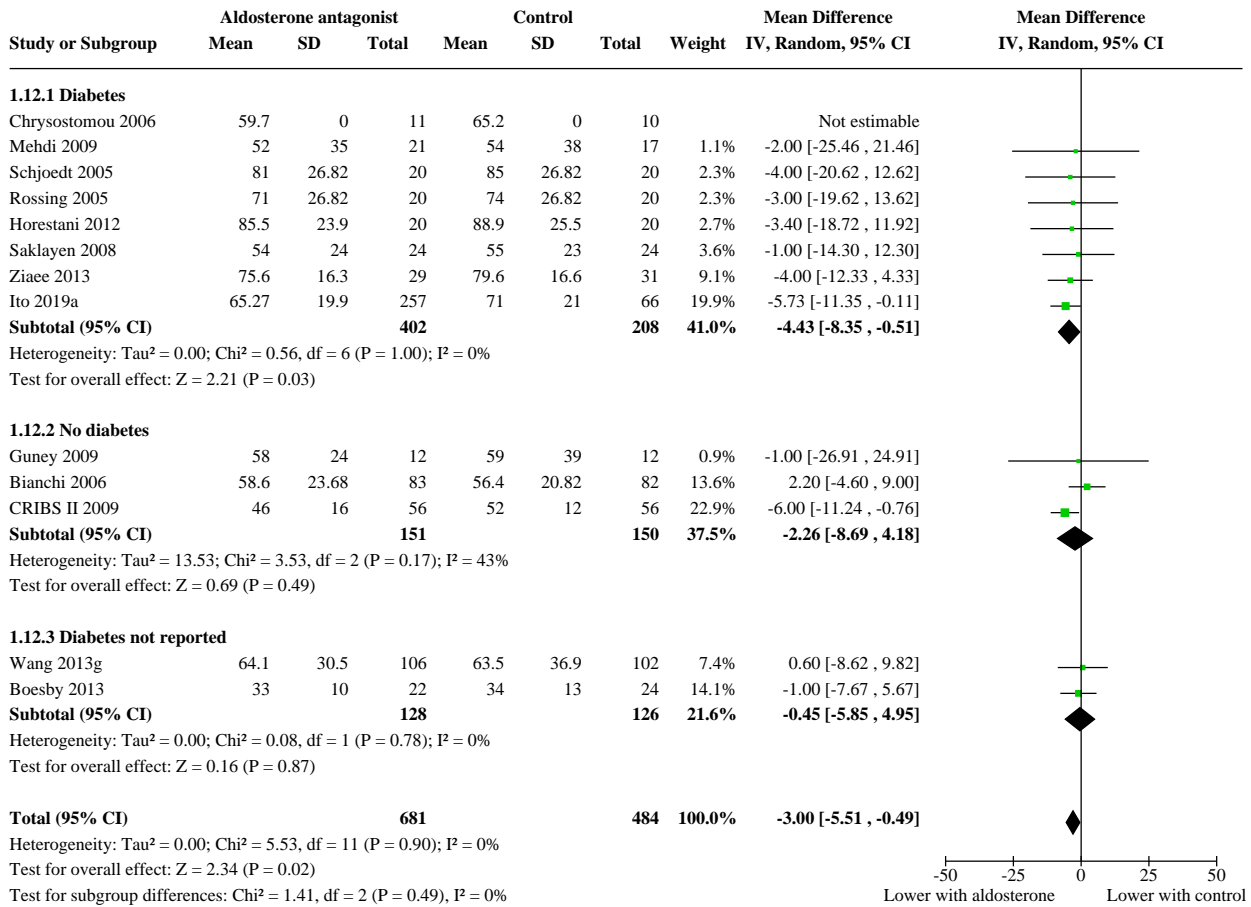 Aldosterone antagonist Control Mean Difference Mean Difference
Study or Subgroup Mean SD Total Mean SD Total Weight IV, Random, 95% CI IV, Random, 95% CI
1.12.1 Diabetes
Chrysostomou 2006 59.7 0 11 65.2 0 10 Not estimable
Mehdi 2009 52 35 21 54 38 17 1.1% -2.00 [-25.46 , 21.46]
Schjoedt 2005 81 26.82 20 85 26.82 20 2.3% -4.00 [-20.62 , 12.62]
Rossing 2005 71 26.82 20 74 26.82 20 2.3% -3.00 [-19.62 , 13.62]
Horestani 2012 85.5 23.9 20 88.9 25.5 20 2.7% -3.40 [-18.72 , 11.92]
Saklayen 2008 54 24 24 55 23 24 3.6% -1.00 [-14.30 , 12.30]
Ziaee 2013 75.6 16.3 29 79.6 16.6 31 9.1% -4.00 [-12.33 , 4.33]
Ito 2019a 65.27 19.9 257 71 21 66 19.9% -5.73 [-11.35 , -0.11]
Subtotal (95% CI) 402 208 41.0% -4.43 [-8.35 , -0.51]
Heterogeneity: Tau² = 0.00; Chi² = 0.56, df = 6 (P = 1.00); I² = 0%
Test for overall effect: Z = 2.21 (P = 0.03)
1.12.2 No diabetes
Guney 2009 58 24 12 59 39 12 0.9% -1.00 [-26.91 , 24.91]
Bianchi 2006 58.6 23.68 83 56.4 20.82 82 13.6% 2.20 [-4.60 , 9.00]
CRIBS II 2009 46 16 56 52 12 56 22.9% -6.00 [-11.24 , -0.76]
Subtotal (95% CI) 151 150 37.5% -2.26 [-8.69 , 4.18]
Heterogeneity: Tau² = 13.53; Chi² = 3.53, df = 2 (P = 0.17); I² = 43%
Test for overall effect: Z = 0.69 (P = 0.49)
1.12.3 Diabetes not reported
Wang 2013g 64.1 30.5 106 63.5 36.9 102 7.4% 0.60 [-8.62 , 9.82]
Boesby 2013 33 10 22 34 13 24 14.1% -1.00 [-7.67 , 5.67]
Subtotal (95% CI) 128 126 21.6% -0.45 [-5.85 , 4.95]
Heterogeneity: Tau² = 0.00; Chi² = 0.08, df = 1 (P = 0.78); I² = 0%
Test for overall effect: Z = 0.16 (P = 0.87)
Total (95% CI) 681 484 100.0% -3.00 [-5.51 , -0.49]
Heterogeneity: Tau² = 0.00; Chi² = 5.53, df = 11 (P = 0.90); I² = 0%
Test for overall effect: Z = 2.34 (P = 0.02)
-50 -25 0 25 50
Test for subgroup differences: Chi² = 1.41, df = 2 (P = 0.49), I² = 0% Lower with aldosterone Lower with control